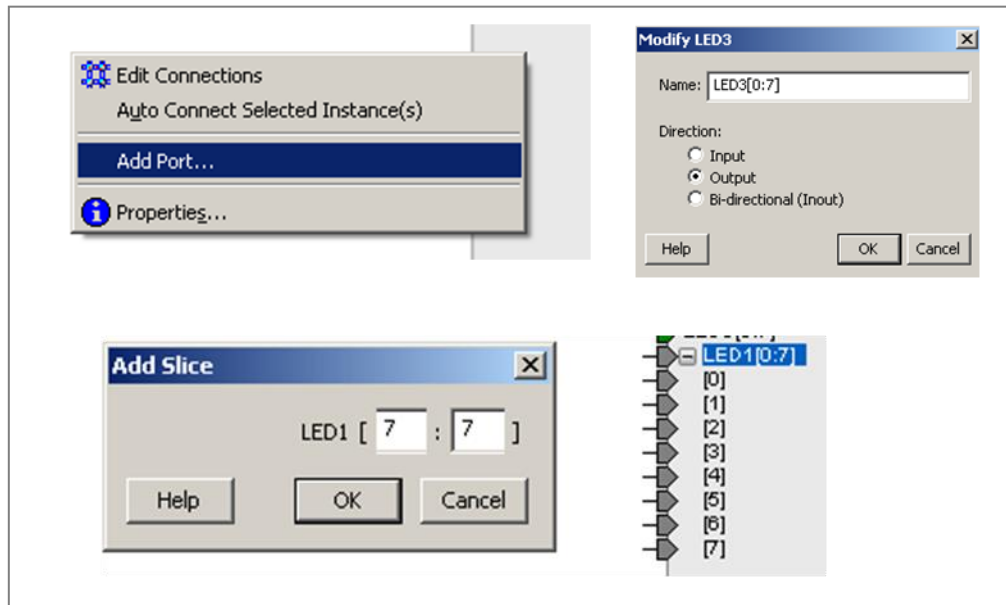 Edit Connections
Auto Connect Selected Instance(s)
Add Port...
Properties...
Modify LED3
Name: LED3[0:7]
Direction:
Input
Output
Bi-directional (Inout)
Help OK Cancel
Add Slice
LED1 [ 7 : 7 ]
Help OK Cancel
LED1[0:7]
[0]
[1]
[2]
[3]
[4]
[5]
[6]
[7]